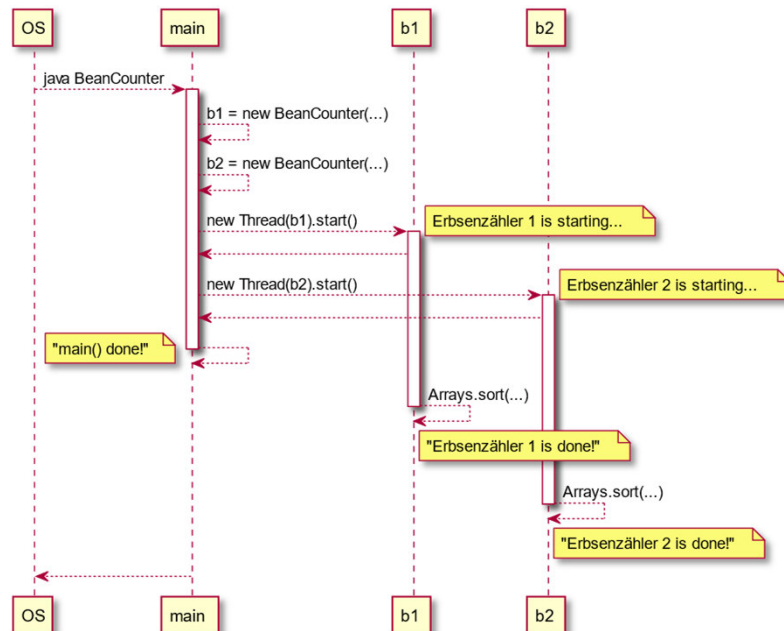 OS main b1 b2
java BeanCounter
b1 = new BeanCounter(...)
b2 = new BeanCounter(...)
new Thread(b1).start()
Erbsenzähler 1 is starting...
new Thread(b2).start()
Erbsenzähler 2 is starting...
"main() done!"
Arrays.sort(...)
"Erbsenzähler 1 is done!"
Arrays.sort(...)
"Erbsenzähler 2 is done!"
OS main b1 b2